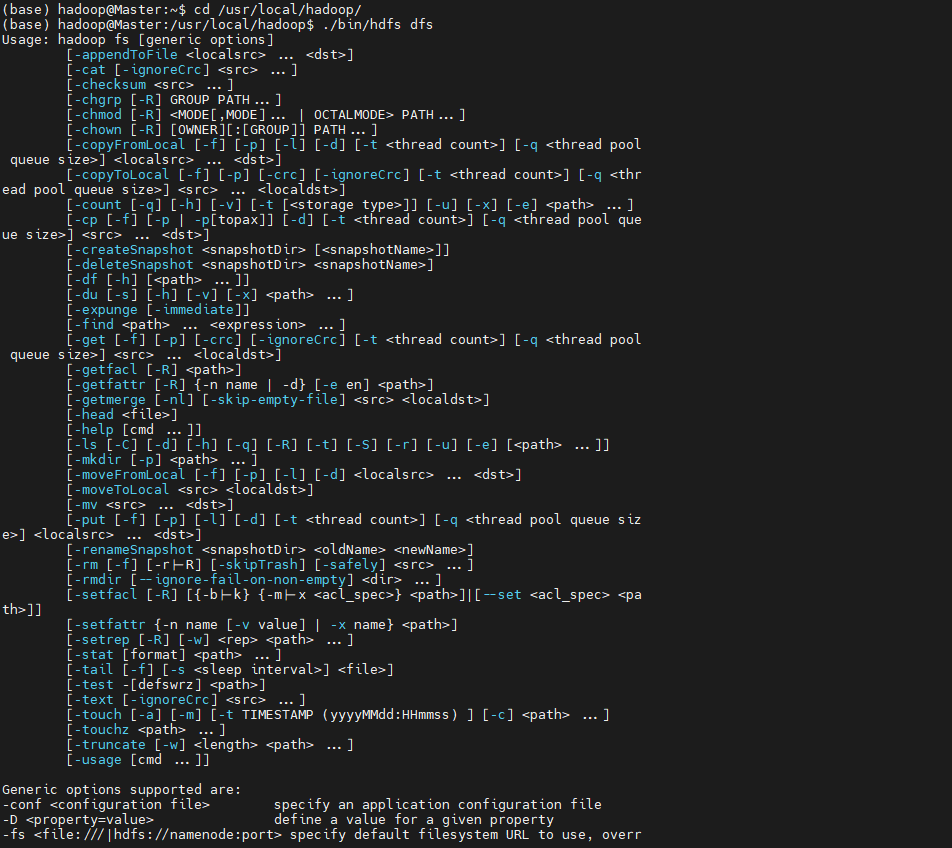 (base) hadoop@Master:~$ cd /usr/local/hadoop/
(base) hadoop@Master:/usr/local/hadoop$ ./bin/hdfs dfs
Usage: hadoop fs [generic options]
        [-appendToFile <localsrc> ... <dst>]
        [-cat [-ignoreCrc] <src> ...]
        [-checksum <src> ...]
        [-chgrp [-R] GROUP PATH...]
        [-chmod [-R] <MODE[,MODE]... | OCTALMODE> PATH...]
        [-chown [-R] [OWNER][:[GROUP]] PATH...]
        [-copyFromLocal [-f] [-p] [-l] [-d] [-t <thread count>] [-q <thread pool
 queue size>] <localsrc> ... <dst>]
        [-copyToLocal [-f] [-p] [-crc] [-ignoreCrc] [-t <thread count>] [-q <thr
ead pool queue size>] <src> ... <localdst>]
        [-count [-q] [-h] [-v] [-t [<storage type>]] [-u] [-x] [-e] <path> ...]
        [-cp [-f] [-p | -p[topax]] [-d] [-t <thread count>] [-q <thread pool que
ue size>] <src> ... <dst>]
        [-createSnapshot <snapshotDir> [<snapshotName>]]
        [-deleteSnapshot <snapshotDir> <snapshotName>]
        [-df [-h] [<path> ...]]
        [-du [-s] [-h] [-v] [-x] <path> ...]
        [-expunge [-immediate]]
        [-find <path> ... <expression> ...]
        [-get [-f] [-p] [-crc] [-ignoreCrc] [-t <thread count>] [-q <thread pool
 queue size>] <src> ... <localdst>]
        [-getfacl [-R] <path>]
        [-getfattr [-R] {-n name | -d} [-e en] <path>]
        [-getmerge [-nl] [-skip-empty-file] <src> <localdst>]
        [-head <file>]
        [-help [cmd ...]]
        [-ls [-C] [-d] [-h] [-q] [-R] [-t] [-S] [-r] [-u] [-e] [<path> ...]]
        [-mkdir [-p] <path> ...]
        [-moveFromLocal [-f] [-p] [-l] [-d] <localsrc> ... <dst>]
        [-moveToLocal <src> <localdst>]
        [-mv <src> ... <dst>]
        [-put [-f] [-p] [-l] [-d] [-t <thread count>] [-q <thread pool queue siz
e>] <localsrc> ... <dst>]
        [-renameSnapshot <snapshotDir> <oldName> <newName>]
        [-rm [-f] [-r|-R] [-skipTrash] [-safely] <src> ...]
        [-rmdir [--ignore-fail-on-non-empty] <dir> ...]
        [-setfacl [-R] [{-b|-k} {-m|-x <acl_spec>} <path>]|[--set <acl_spec> <pa
th>]]
        [-setfattr {-n name [-v value] | -x name} <path>]
        [-setrep [-R] [-w] <rep> <path> ...]
        [-stat [format] <path> ...]
        [-tail [-f] [-s <sleep interval>] <file>]
        [-test -[defswrz] <path>]
        [-text [-ignoreCrc] <src> ...]
        [-touch [-a] [-m] [-t TIMESTAMP (yyyyMMdd:HHmmss) ] [-c] <path> ...]
        [-touchz <path> ...]
        [-truncate [-w] <length> <path> ...]
        [-usage [cmd ...]]

Generic options supported are:
-conf <configuration file>        specify an application configuration file
-D <property=value>               define a value for a given property
-fs <file:///|hdfs://namenode:port> specify default filesystem URL to use, overr